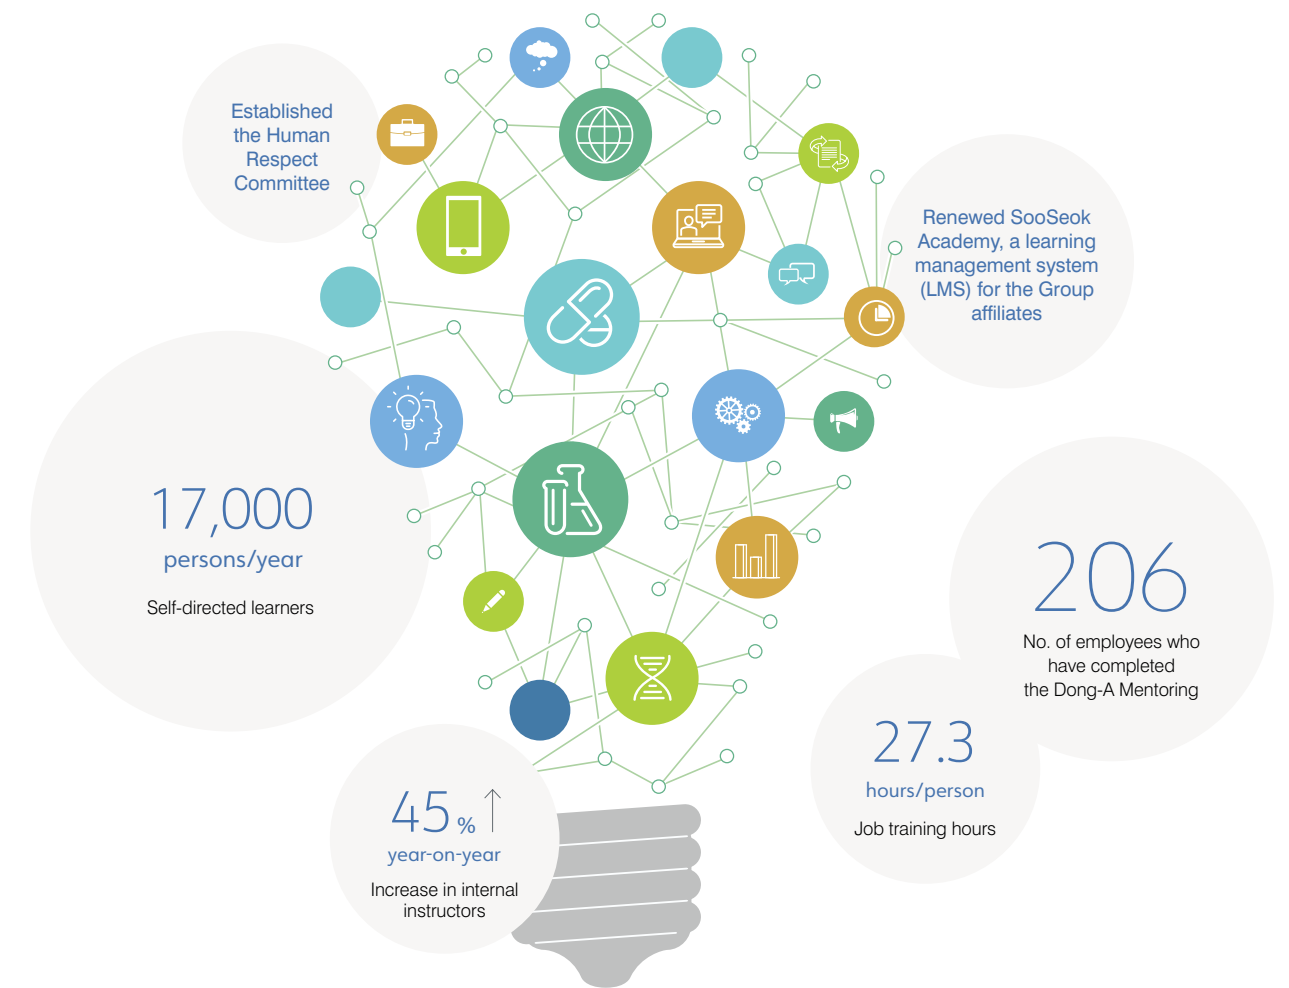 Established
the Human
Respect
Committee
Renewed SooSeok
Academy, a learning
management system
(LMS) for the Group
affiliates
17,000
persons/year
Self-directed learners
206
No. of employees who
have completed
the Dong-A Mentoring
27.3
hours/person
Job training hours
45% ↑
year-on-year
Increase in internal
instructors